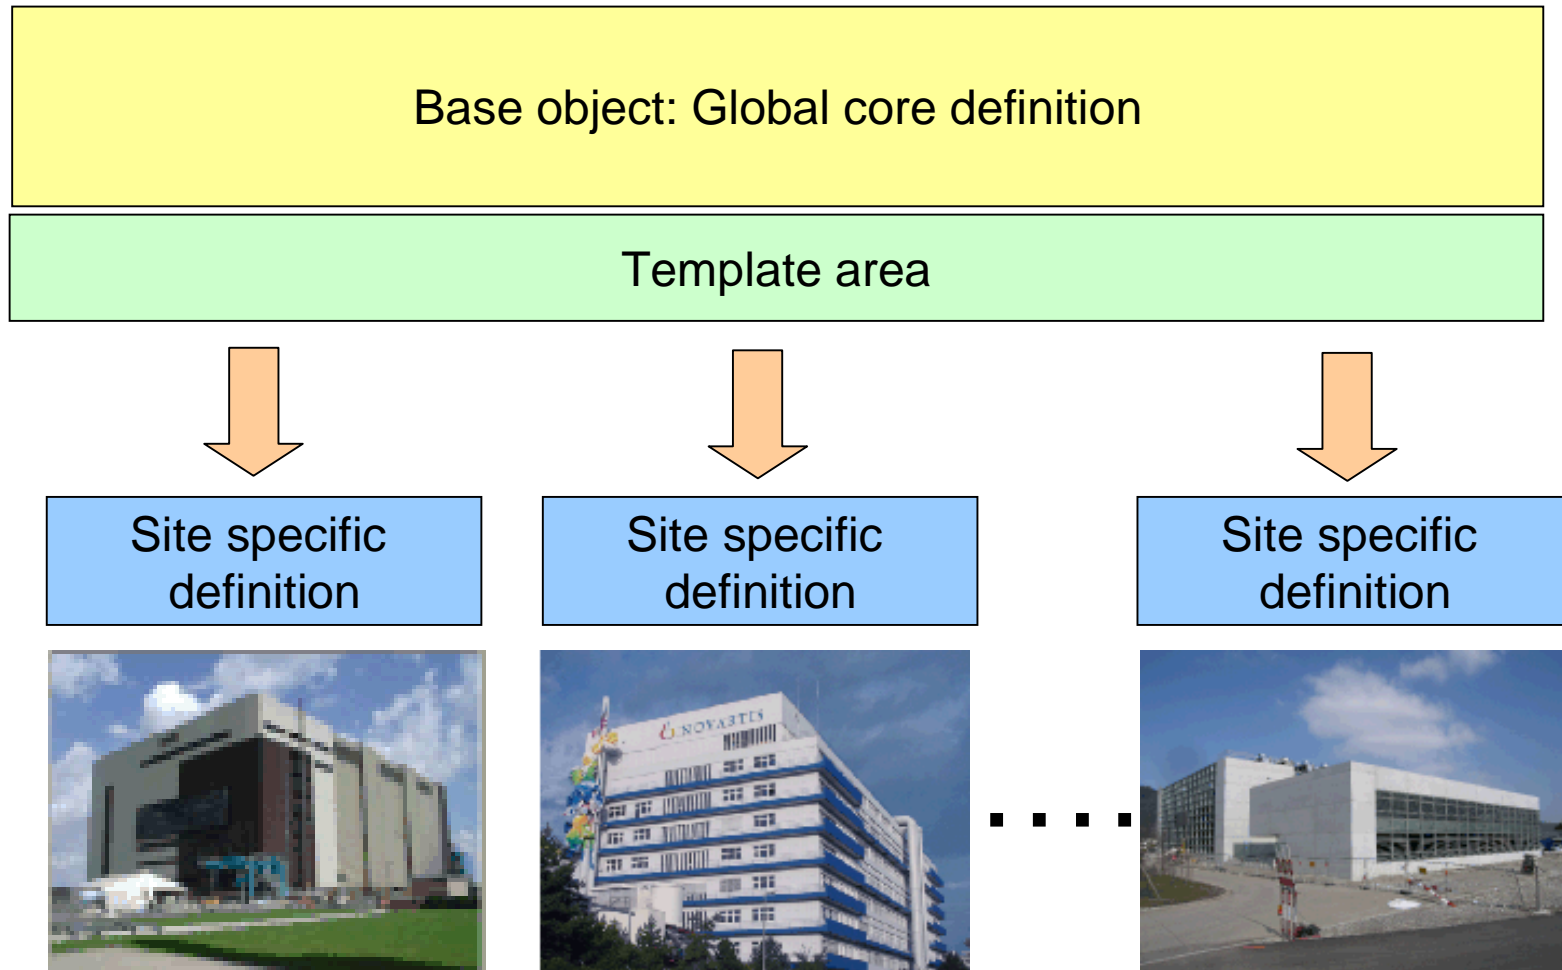 Base object: Global core definition
Template area
Site specific
definition
Site specific
definition
Site specific
definition
NOVARTIS